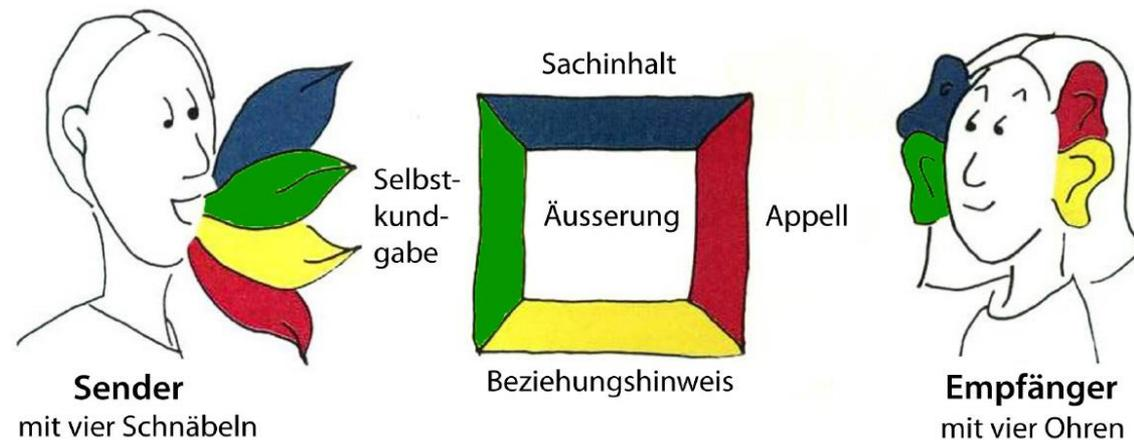 Sachinhalt
Selbst-
kund-
gabe
Äusserung
Appell
Beziehungshinweis
Sender
mit vier Schnäbeln
Empfänger
mit vier Ohren